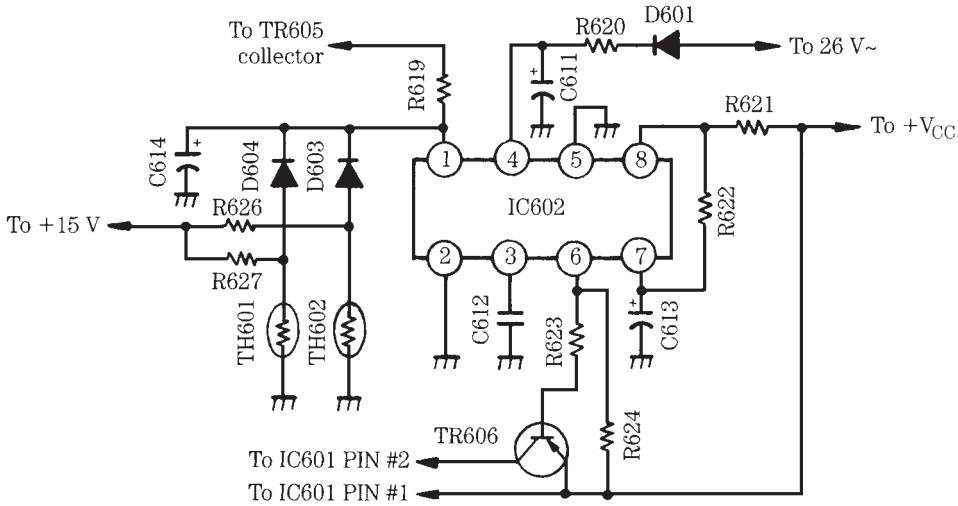 D601
To TR605
collector
R620
To 26 V~
R619
C611
R621
To +VCC
C614
D604
D603
1
4
5
8
IC602
R622
R626
To +15 V
R627
2
3
6
7
TH601
TH602
C612
R623
C613
R624
TR606
To IC601 PIN #2
To IC601 PIN #1
+
+
+